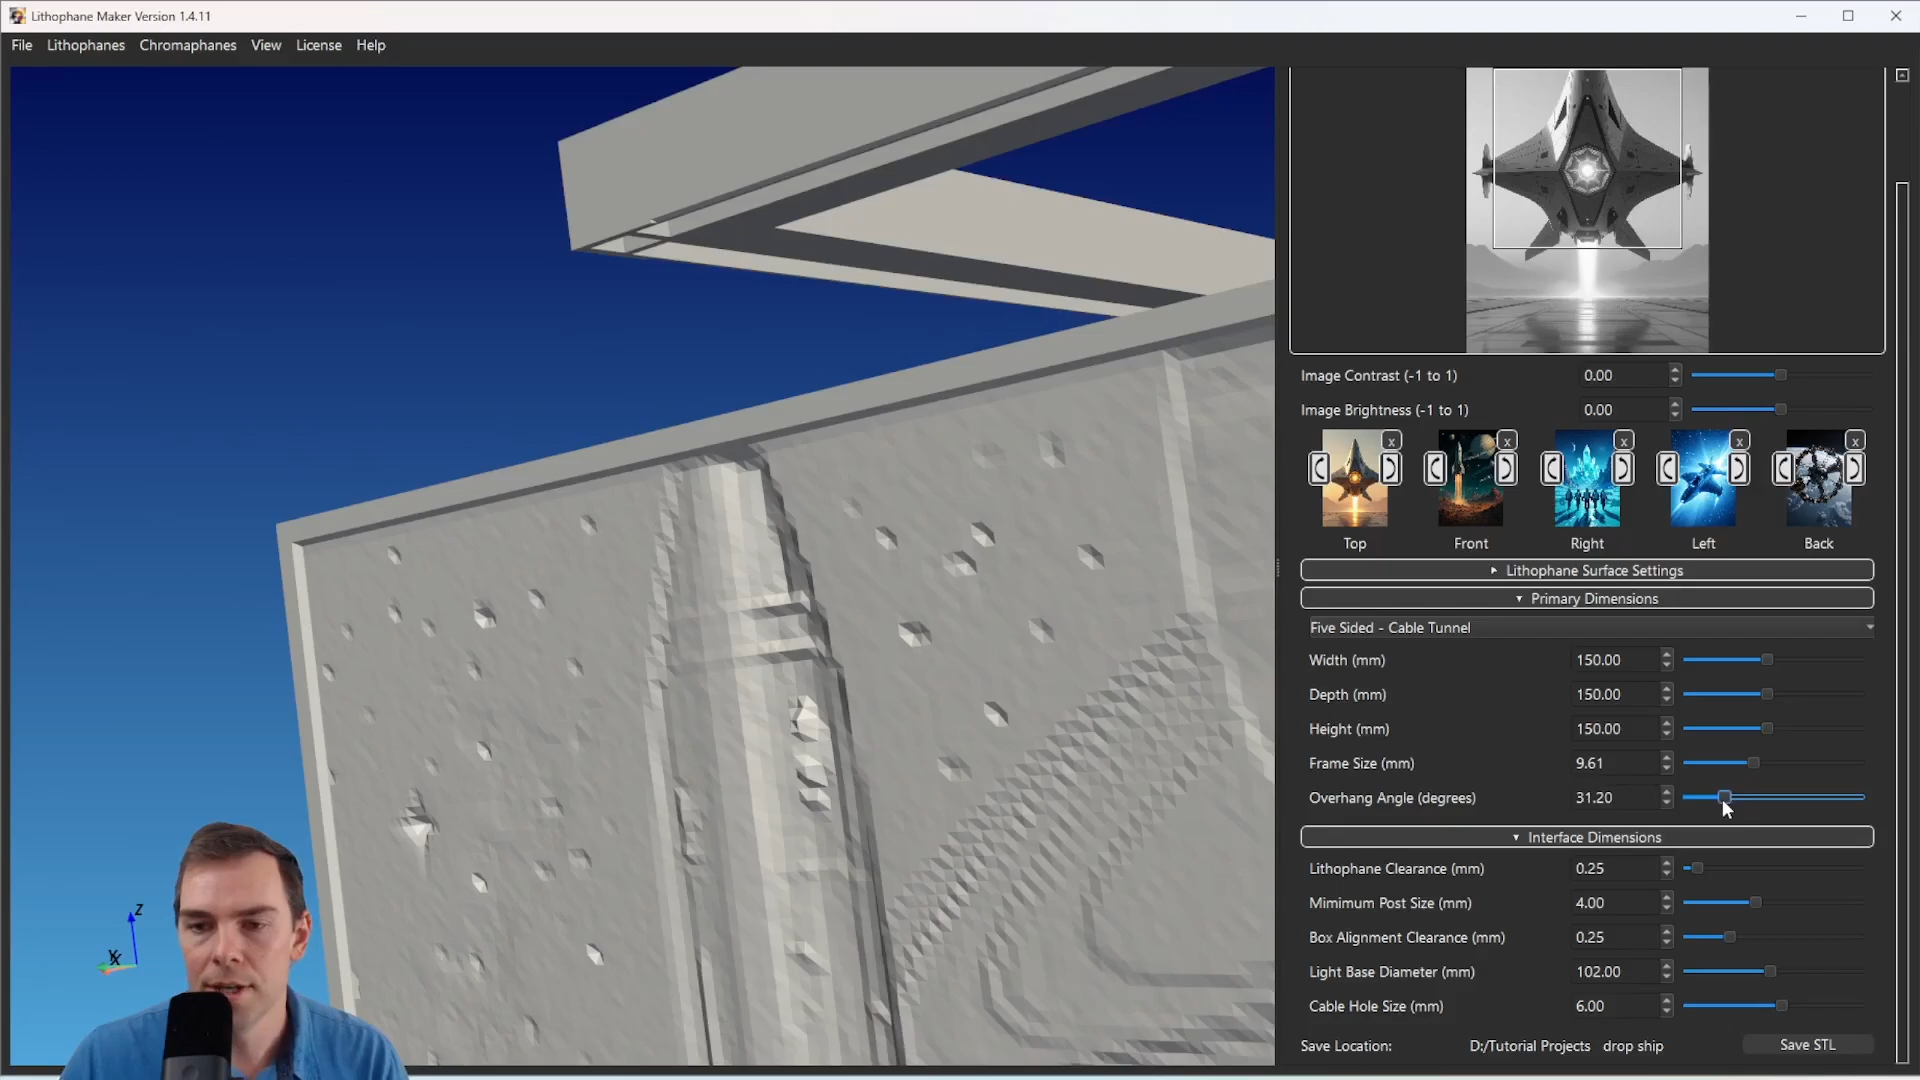 Lithophane Maker Version 1.4.11
File Lithophanes Chromaphanes View License Help
Image Contrast (-1 to 1) 0.00
Image Brightness (-1 to 1) 0.00
x x x x x
Top Front Right Left Back
Lithophane Surface Settings
Primary Dimensions
Five Sided - Cable Tunnel
Width (mm) 150.00
Depth (mm) 150.00
Height (mm) 150.00
Frame Size (mm) 9.61
Overhang Angle (degrees) 31.20
Interface Dimensions
Lithophane Clearance (mm) 0.25
Mimimum Post Size (mm) 4.00
Box Alignment Clearance (mm) 0.25
Light Base Diameter (mm) 102.00
Cable Hole Size (mm) 6.00
Save Location: D:/Tutorial Projects drop ship Save STL
Z
X